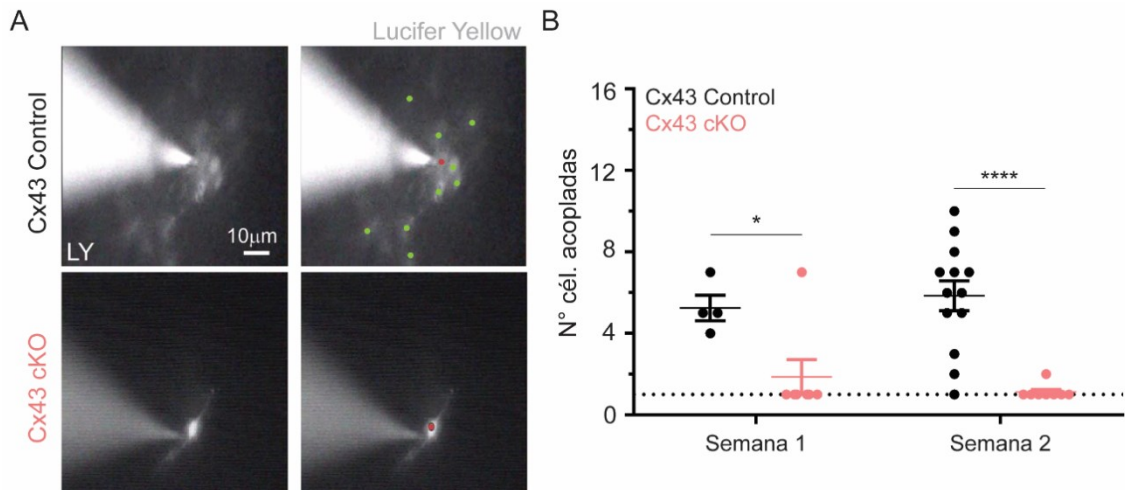 A
Lucifer Yellow
Cx43 Control
LY
10μm
Cx43 cKO
B
N° cél. acopladas
16
12
8
4
0
Cx43 Control
Cx43 cKO
*
****
Semana 1
Semana 2